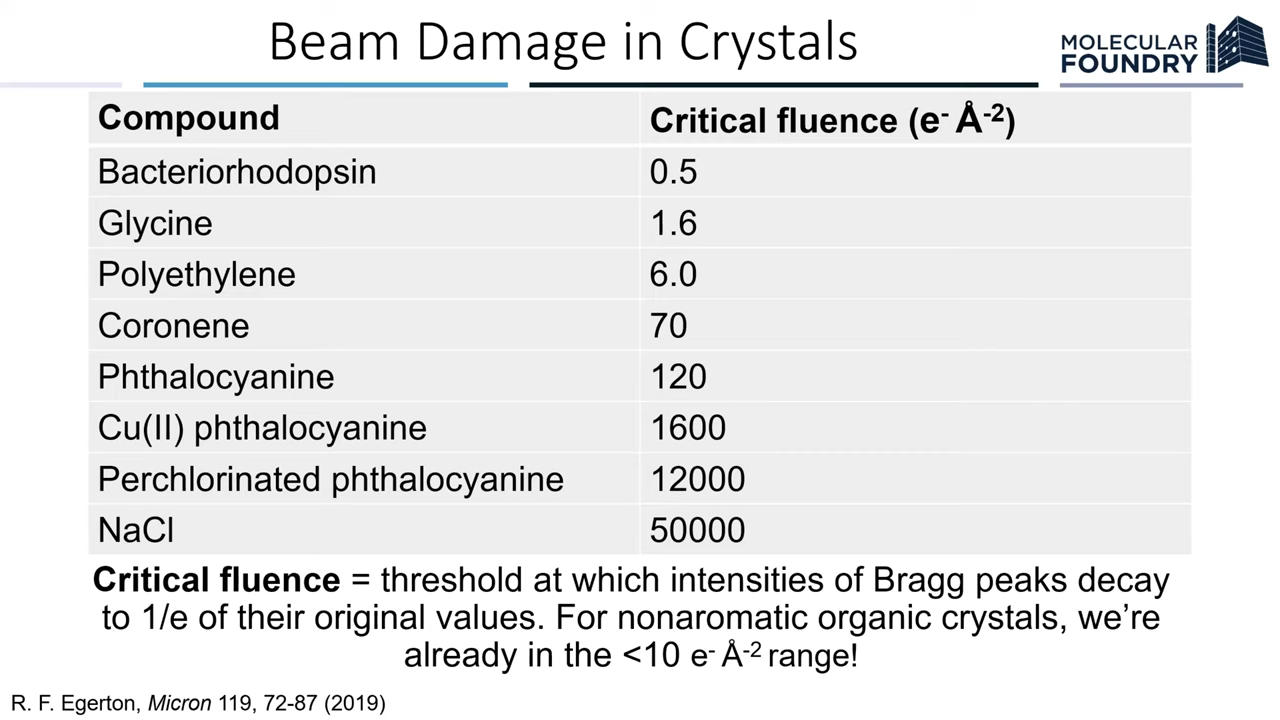 Beam Damage in Crystals
MOLECULAR
FOUNDRY
Compound Critical fluence (e⁻ Å⁻²)
Bacteriorhodopsin 0.5
Glycine 1.6
Polyethylene 6.0
Coronene 70
Phthalocyanine 120
Cu(II) phthalocyanine 1600
Perchlorinated phthalocyanine 12000
NaCl 50000
Critical fluence = threshold at which intensities of Bragg peaks decay
to 1/e of their original values. For nonaromatic organic crystals, we’re
already in the <10 e⁻ Å⁻² range!
R. F. Egerton, Micron 119, 72-87 (2019)